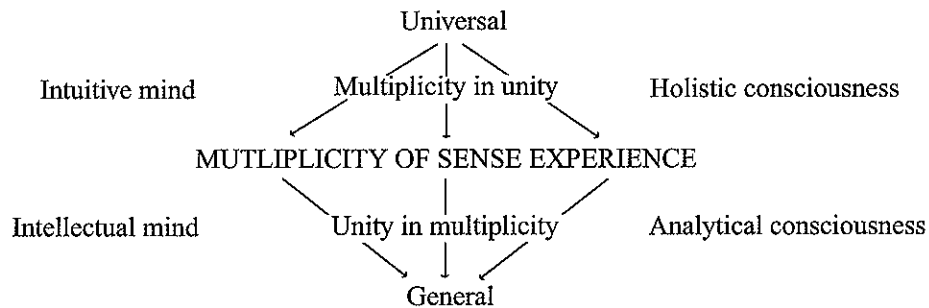 Universal
Intuitive mind Multiplicity in unity Holistic consciousness
MUTLIPLICITY OF SENSE EXPERIENCE
Intellectual mind Unity in multiplicity Analytical consciousness
General